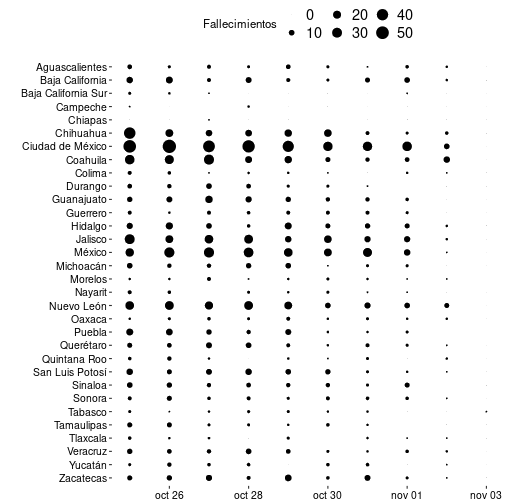 Fallecimientos
0 20 40
10 30 50
Aguascalientes
Baja California
Baja California Sur
Campeche
Chiapas
Chihuahua
Ciudad de México
Coahuila
Colima
Durango
Guanajuato
Guerrero
Hidalgo
Jalisco
México
Michoacán
Morelos
Nayarit
Nuevo León
Oaxaca
Puebla
Querétaro
Quintana Roo
San Luis Potosí
Sinaloa
Sonora
Tabasco
Tamaulipas
Tlaxcala
Veracruz
Yucatán
Zacatecas
oct 26 oct 28 oct 30 nov 01 nov 03